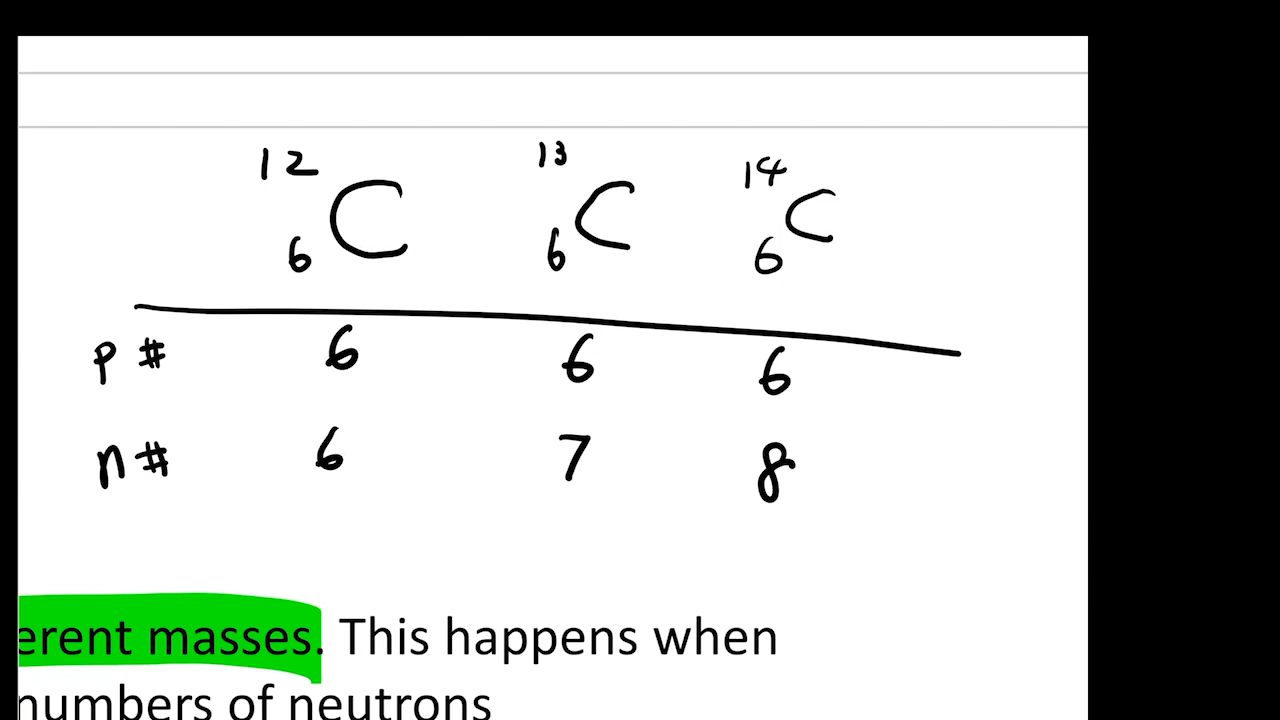 12 13 14
C C C
6 6 6
p # 6 6 6
n # 6 7 8
erent masses. This happens when
numbers of neutrons